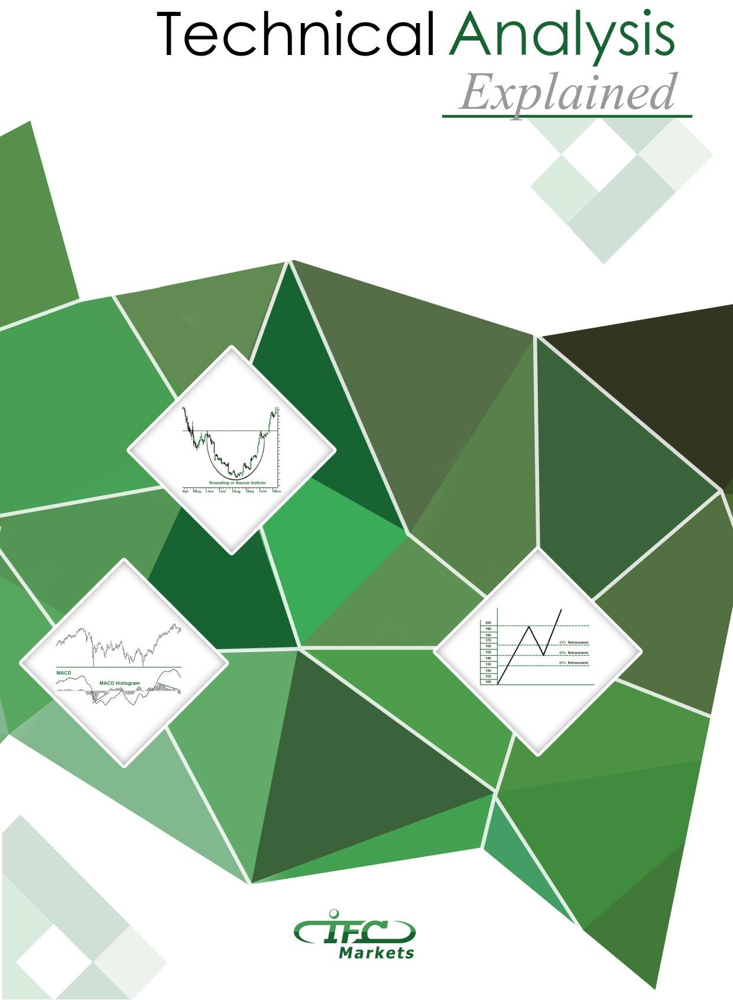 Technical Analysis
Explained
Rounding or Saucer bottom
Apr May Jun Jul Aug Sep Oct Nov
MACD
MACD Histogram
200
190
180
170
160
150
140
130
120
110
100
33% Retracement
50% Retracement
66% Retracement
iFC
Markets